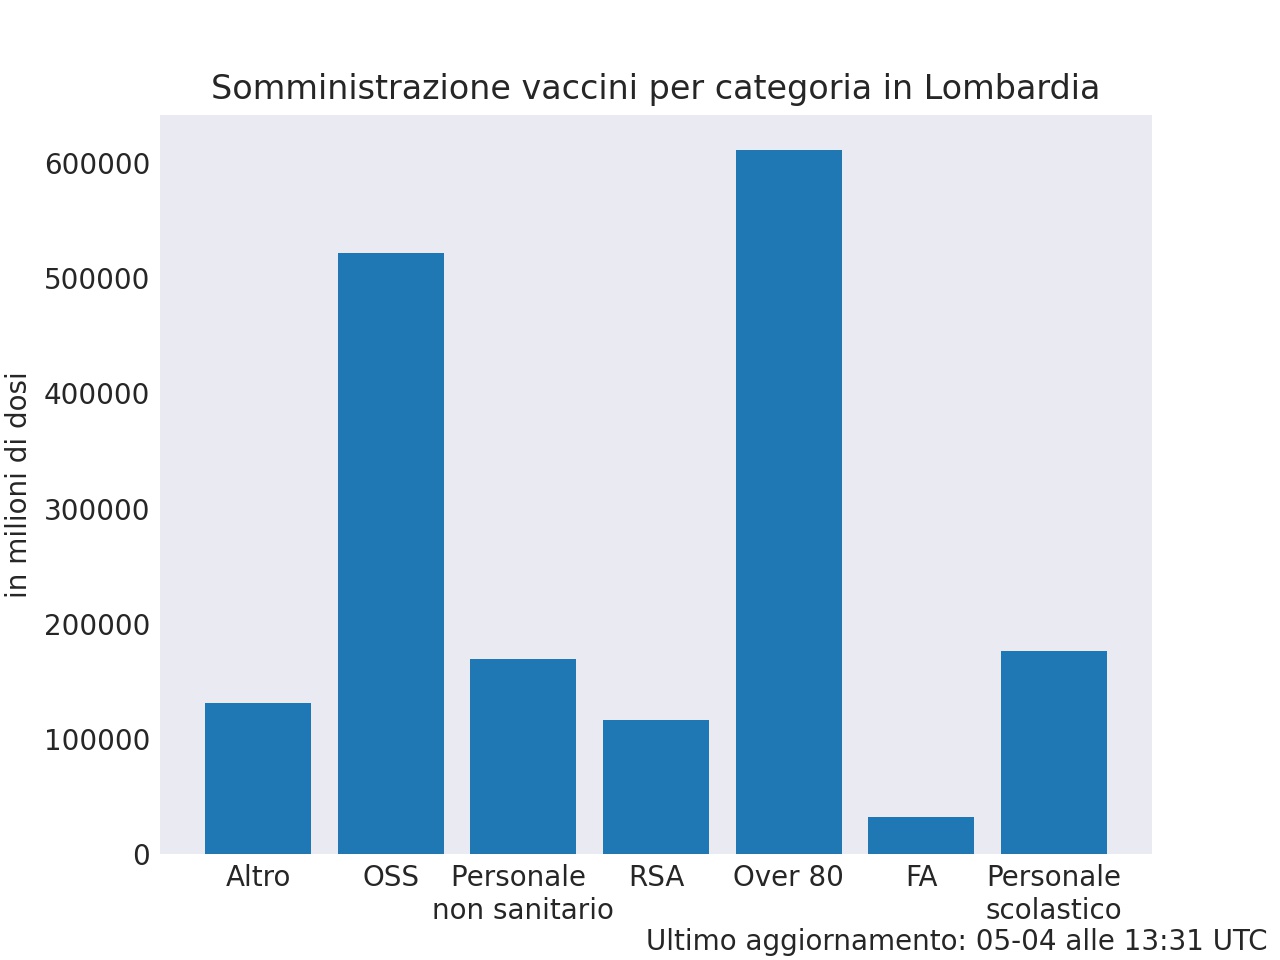 Somministrazione vaccini per categoria in Lombardia
600000
500000
400000
300000
200000
100000
0
in milioni di dosi
Altro
OSS
Personale
non sanitario
RSA
Over 80
FA
Personale
scolastico
Ultimo aggiornamento: 05-04 alle 13:31 UTC